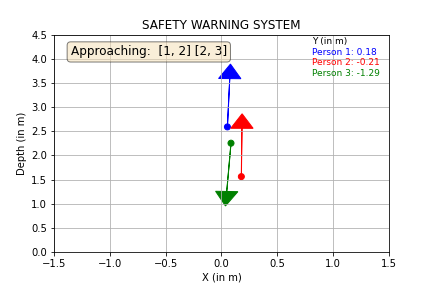 SAFETY WARNING SYSTEM
Approaching:  [1, 2] [2, 3]
Y (in m)
Person 1: 0.18
Person 2: -0.21
Person 3: -1.29
Depth (in m)
4.5
4.0
3.5
3.0
2.5
2.0
1.5
1.0
0.5
0.0
−1.5 −1.0 −0.5 0.0 0.5 1.0 1.5
X (in m)